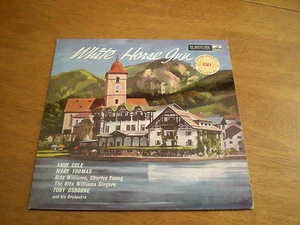 White Horse Inn
EMI
ANDY COLE
MARY THOMAS
Rita Williams, Charles Young
The Rita Williams Singers
TONY OSBORNE
and his Orchestra